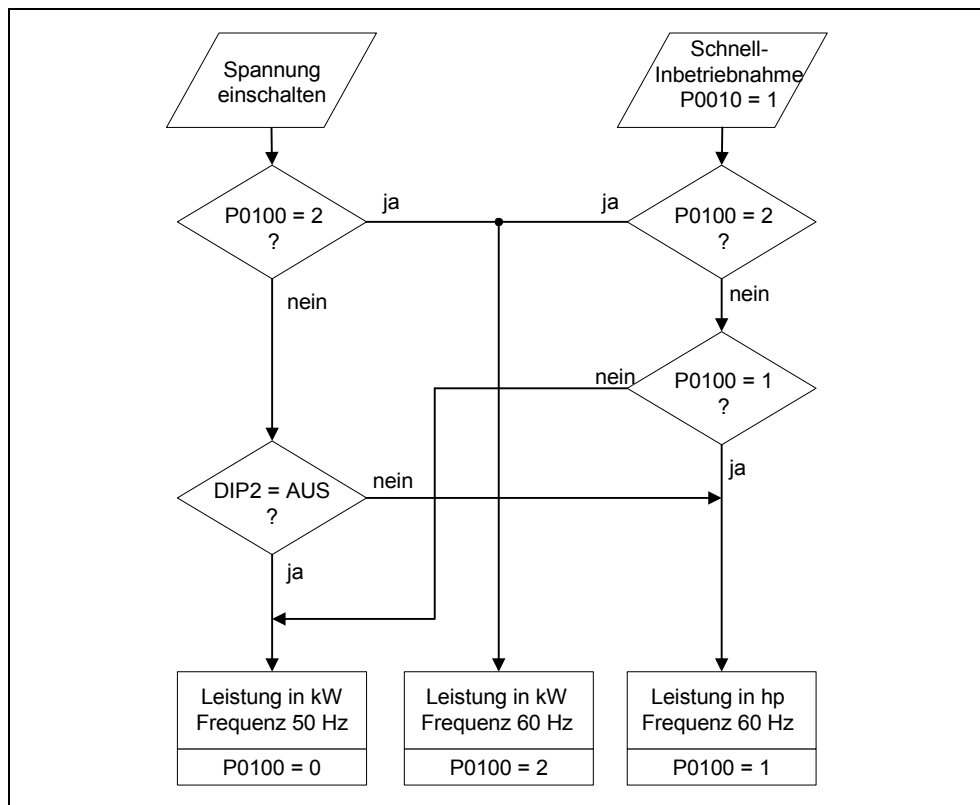 Spannung
einschalten
Schnell-
Inbetriebnahme
P0010 = 1
P0100 = 2
?
ja
ja
P0100 = 2
?
nein
nein
nein
P0100 = 1
?
DIP2 = AUS
?
nein
ja
ja
Leistung in kW
Frequenz 50 Hz
P0100 = 0
Leistung in kW
Frequenz 60 Hz
P0100 = 2
Leistung in hp
Frequenz 60 Hz
P0100 = 1